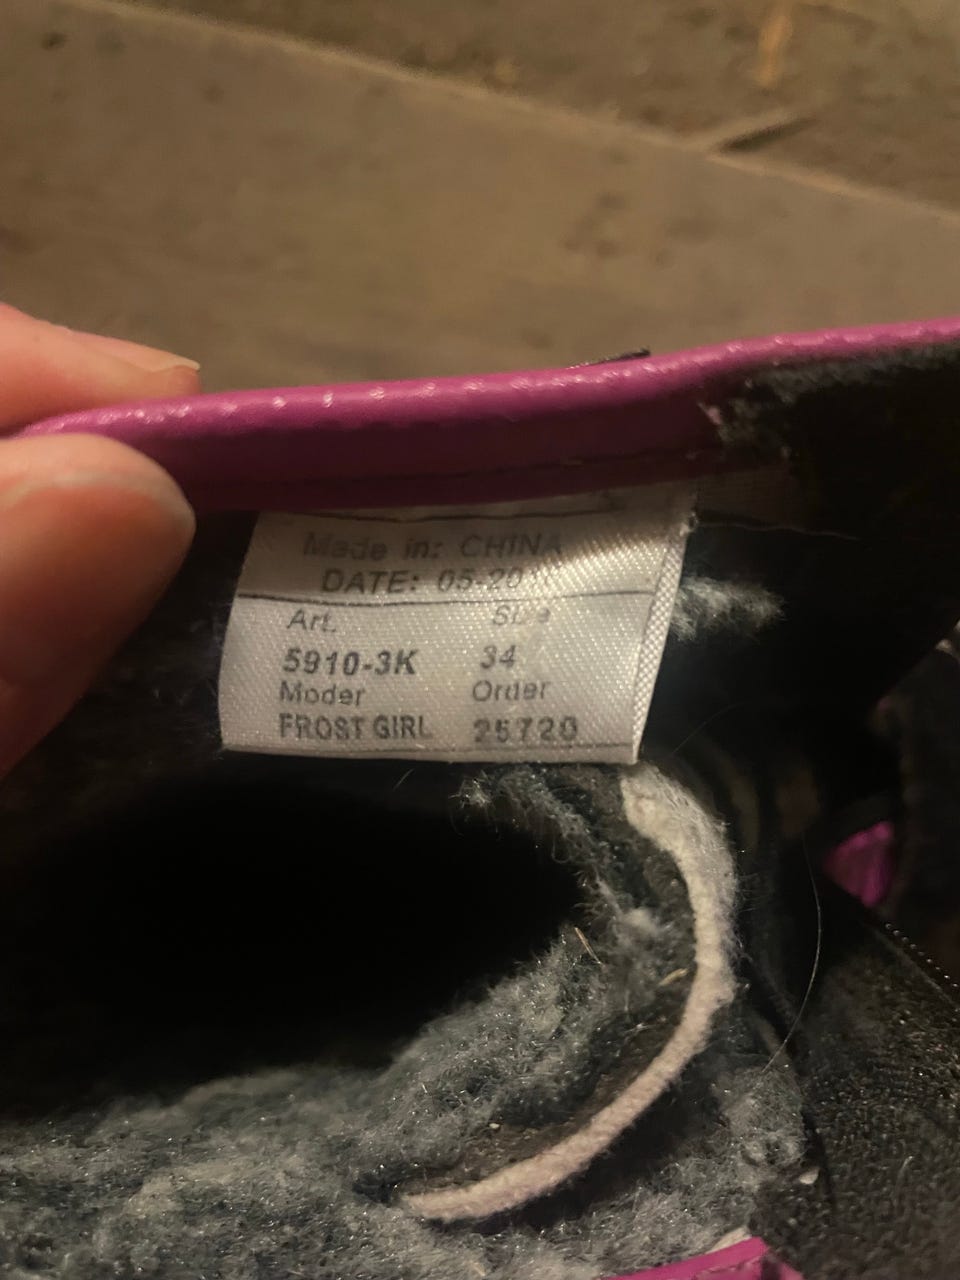 Made in: CHINA
DATE: 05-20
Art. Size
5910-3K 34
Moder Order
FROST GIRL 25720